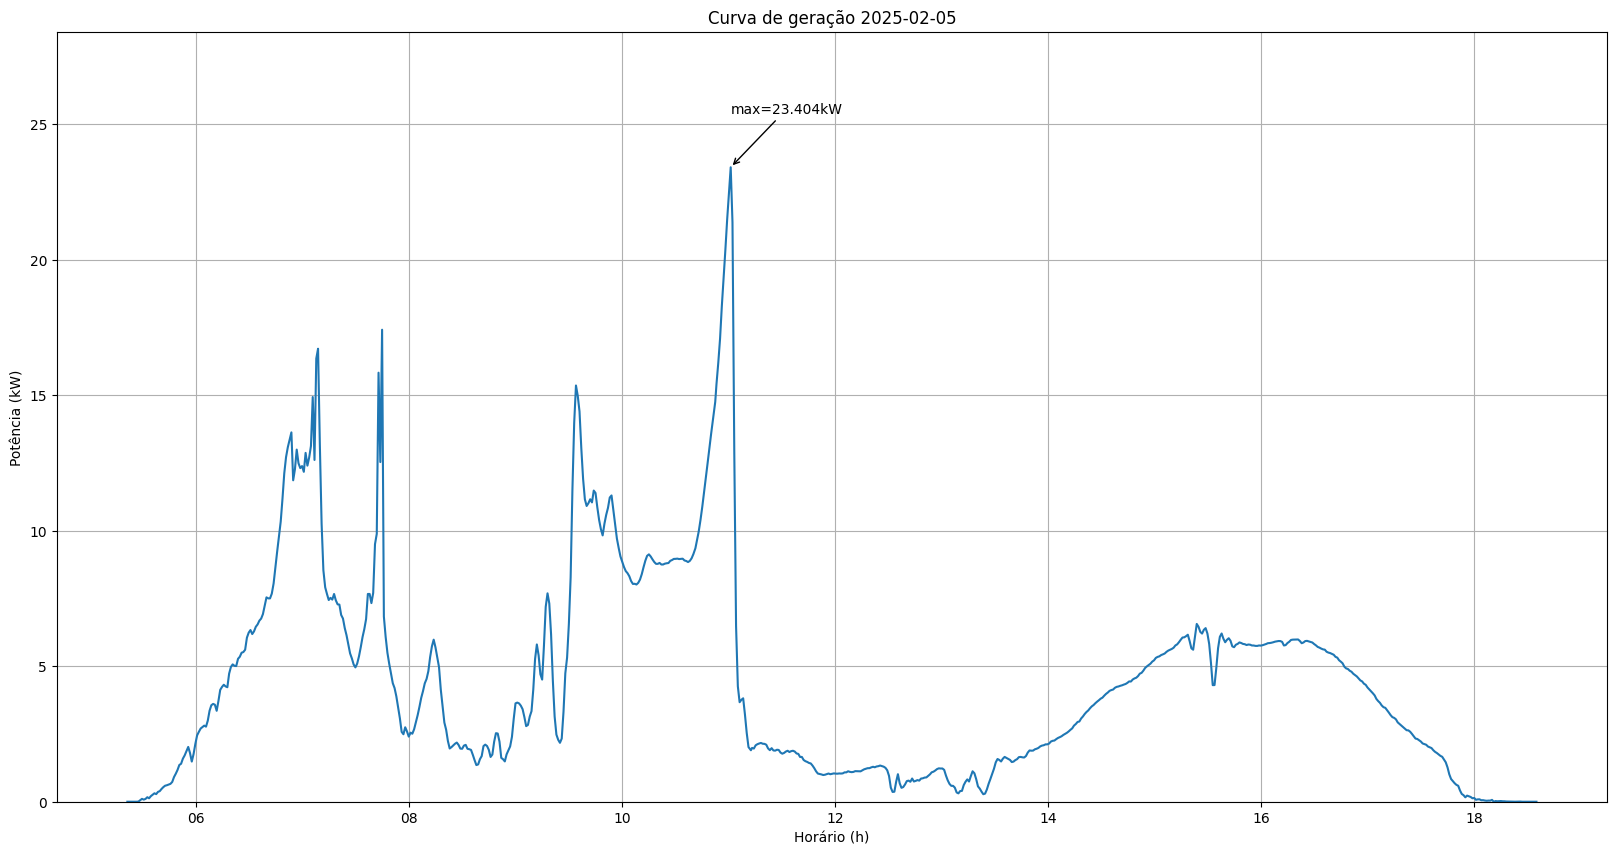 Curva de geração 2025-02-05
max=23.404kW
25
20
15
10
5
0
Potência (kW)
06 08 10 12 14 16 18
Horário (h)